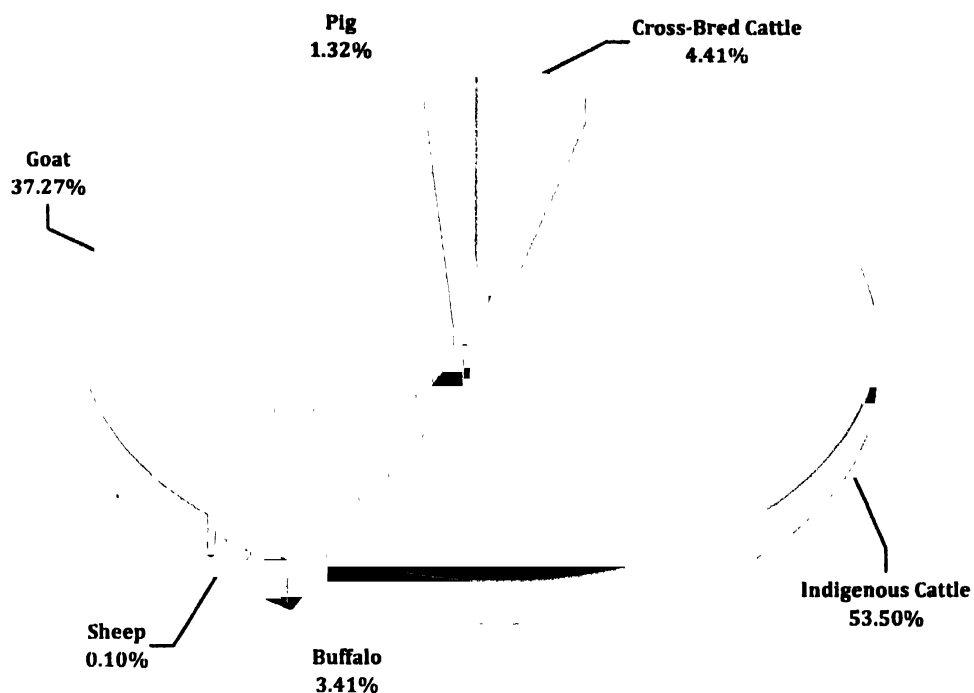 Pig
1.32%
Cross-Bred Cattle
4.41%
Goat
37.27%
Indigenous Cattle
53.50%
Sheep
0.10%
Buffalo
3.41%